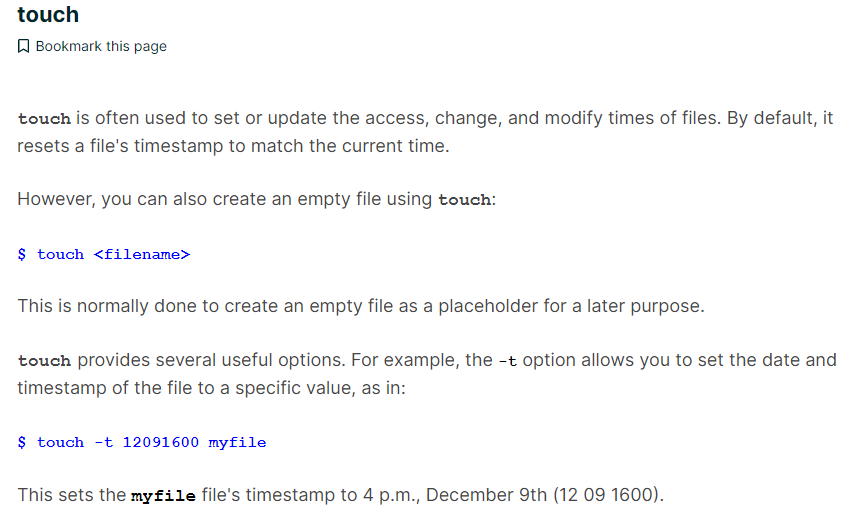 touch
Bookmark this page
touch is often used to set or update the access, change, and modify times of files. By default, it
resets a file's timestamp to match the current time.
However, you can also create an empty file using touch:
$ touch <filename>
This is normally done to create an empty file as a placeholder for a later purpose.
touch provides several useful options. For example, the -t option allows you to set the date and
timestamp of the file to a specific value, as in:
$ touch -t 12091600 myfile
This sets the myfile file's timestamp to 4 p.m., December 9th (12 09 1600).